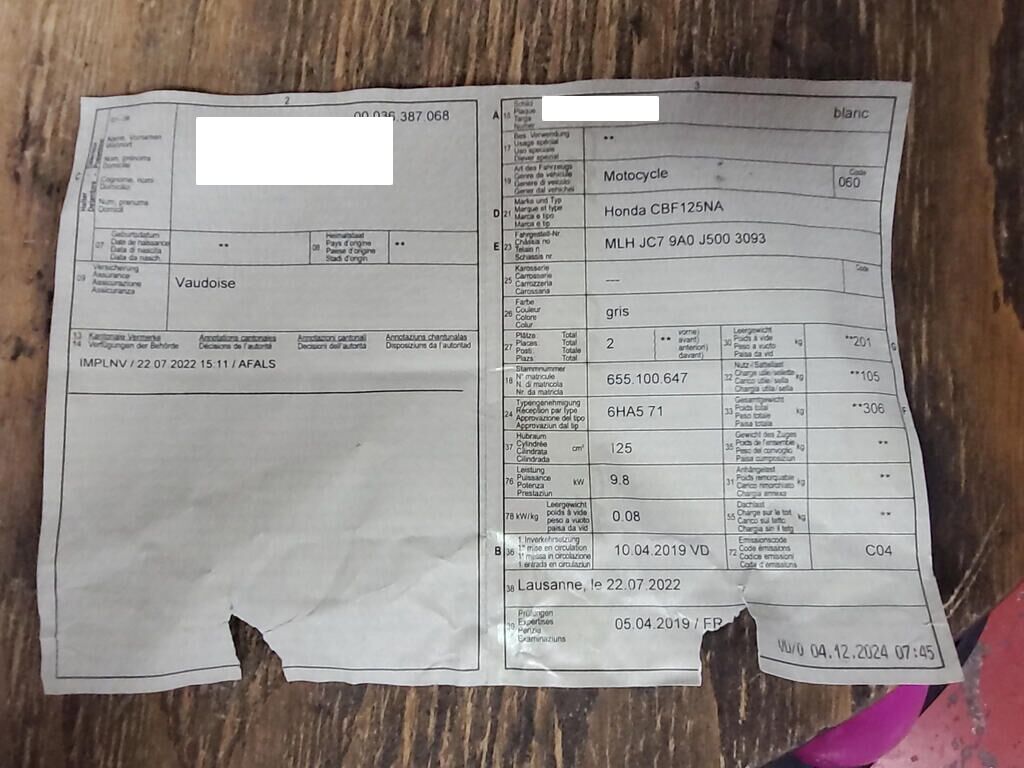 2
00.036.387.068
C
Halter
Name, Vornamen
Wohnort
Nom, prénoms
Domicile
Cognome, nomi
Domicilio
Num, prenums
Domicil
07
Geburtsdatum
Date de naissance
Data di nascita
Data da nasch.
**
08
Heimatstaat
Pays d'origine
Paese d'origine
Stadi d'origin
**
09
Versicherung
Assurance
Assicurazione
Assicuranza
Vaudoise
13
14
Kantonale Vermerke
Verfügungen der Behörde
Annotations cantonales
Décisions de l'autorité
Annotazioni cantonali
Decisioni dell'autorità
Annotaziuns chantunalas
Disposiziuns da l'autoritad
IMPLNV / 22 07 2022 15:11 / AFALS
3
A 15
Schild
Plaque
Targa
Numer
blanc
17
Bes. Verwendung
Usage spécial
Uso speciale
Diever spezial
**
19
Art des Fahrzeugs
Genre de véhicule
Genere di veicolo
Gener dal vehichel
Motocycle
Code
060
D 21
Marke und Typ
Marque et type
Marca e tipo
Marca e tip
Honda CBF125NA
E 23
Fahrgestell-Nr.
Châssis no
Telaio n.
Schassis nr.
MLH JC7 9A0 J500 3093
25
Karosserie
Carrosserie
Carrozzeria
Carossaria
---
Code
26
Farbe
Couleur
Colore
Colur
gris
27
Plätze Total
Places Total
Posti Totale
Plazs Total
2
**
vorne)
avant)
anteriori)
davant)
30
Leergewicht
Poids à vide
Peso a vuoto
Paisa da vid
kg
**201
G
18
Stammnummer
N° matricule
N. di matricola
Nr. da matricla
655.100.647
32
Nutz-/Sattellast
Charge utile/sellette
Carico utile/sella
Chargia utila/sella
kg
**105
24
Typengenehmigung
Réception par type
Approvazione del tipo
Approvaziun dal tip
6HA5 71
33
Gesamtgewicht
Poids total
Peso totale
Paisa totala
kg
**306
F
37
Hubraum
Cylindrée
Cilindrata
Cilindrada
cm³
125
35
Gewicht des Zuges
Poids de l'ensemble
Peso del convoglio
Paisa cumposiziun
kg
**
76
Leistung
Puissance
Potenza
Prestaziun
kW
9.8
31
Anhängelast
Poids remorquable
Carico rimorchiato
Chargia annexa
kg
**
78 kW/kg
Leergewicht
poids à vide
peso a vuoto
paisa da vid
0.08
55
Dachlast
Charge sur le toit
Carico sul tetto
Chargia sin il tetg
kg
**
B 36
1. Inverkehrsetzung
1re mise en circulation
1a messa in circolazione
1. entrada en circulaziun
10.04.2019 VD
72
Emissionscode
Code émissions
Codice emissioni
Code d'emissiuns
C04
38 Lausanne, le 22.07.2022
39
Prüfungen
Expertises
Perizie
Examinaziuns
05.04.2019 / FR
04.12.2024 07:45